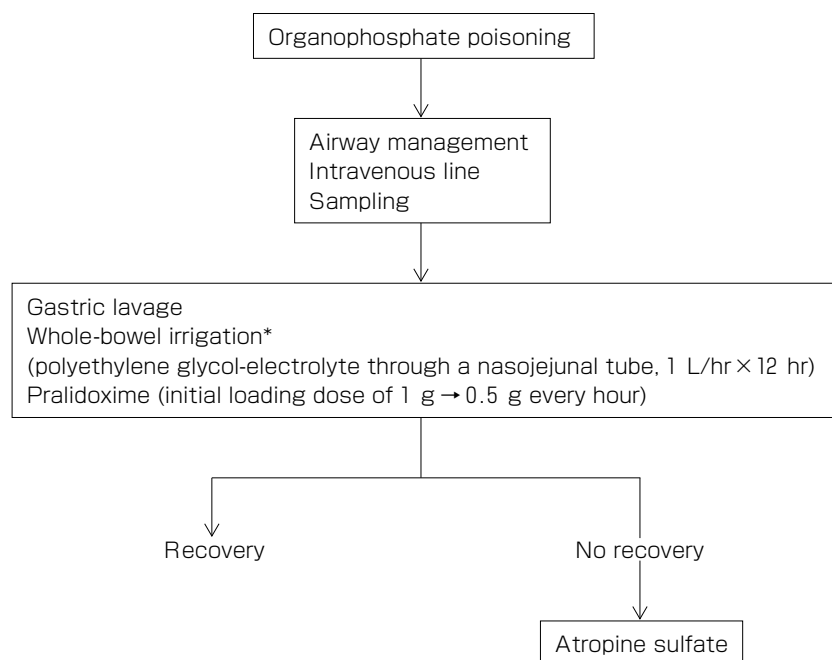 Organophosphate poisoning
Airway management
Intravenous line
Sampling
Gastric lavage
Whole-bowel irrigation*
(polyethylene glycol-electrolyte through a nasojejunal tube, 1 L/hr×12 hr)
Pralidoxime (initial loading dose of 1 g→0.5 g every hour)
Recovery
No recovery
Atropine sulfate